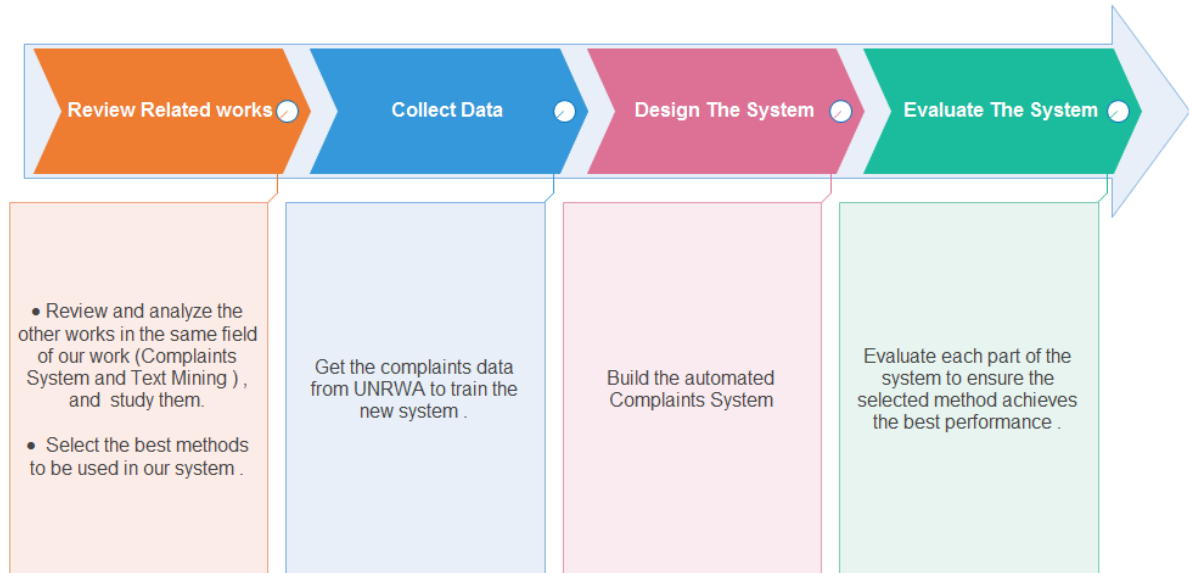 Review Related works
Collect Data
Design The System
Evaluate The System
• Review and analyze the
other works in the same field
of our work (Complaints
System and Text Mining ) ,
and study them.
• Select the best methods
to be used in our system .
Get the complaints data
from UNRWA to train the
new system .
Build the automated
Complaints System
Evaluate each part of the
system to ensure the
selected method achieves
the best performance .